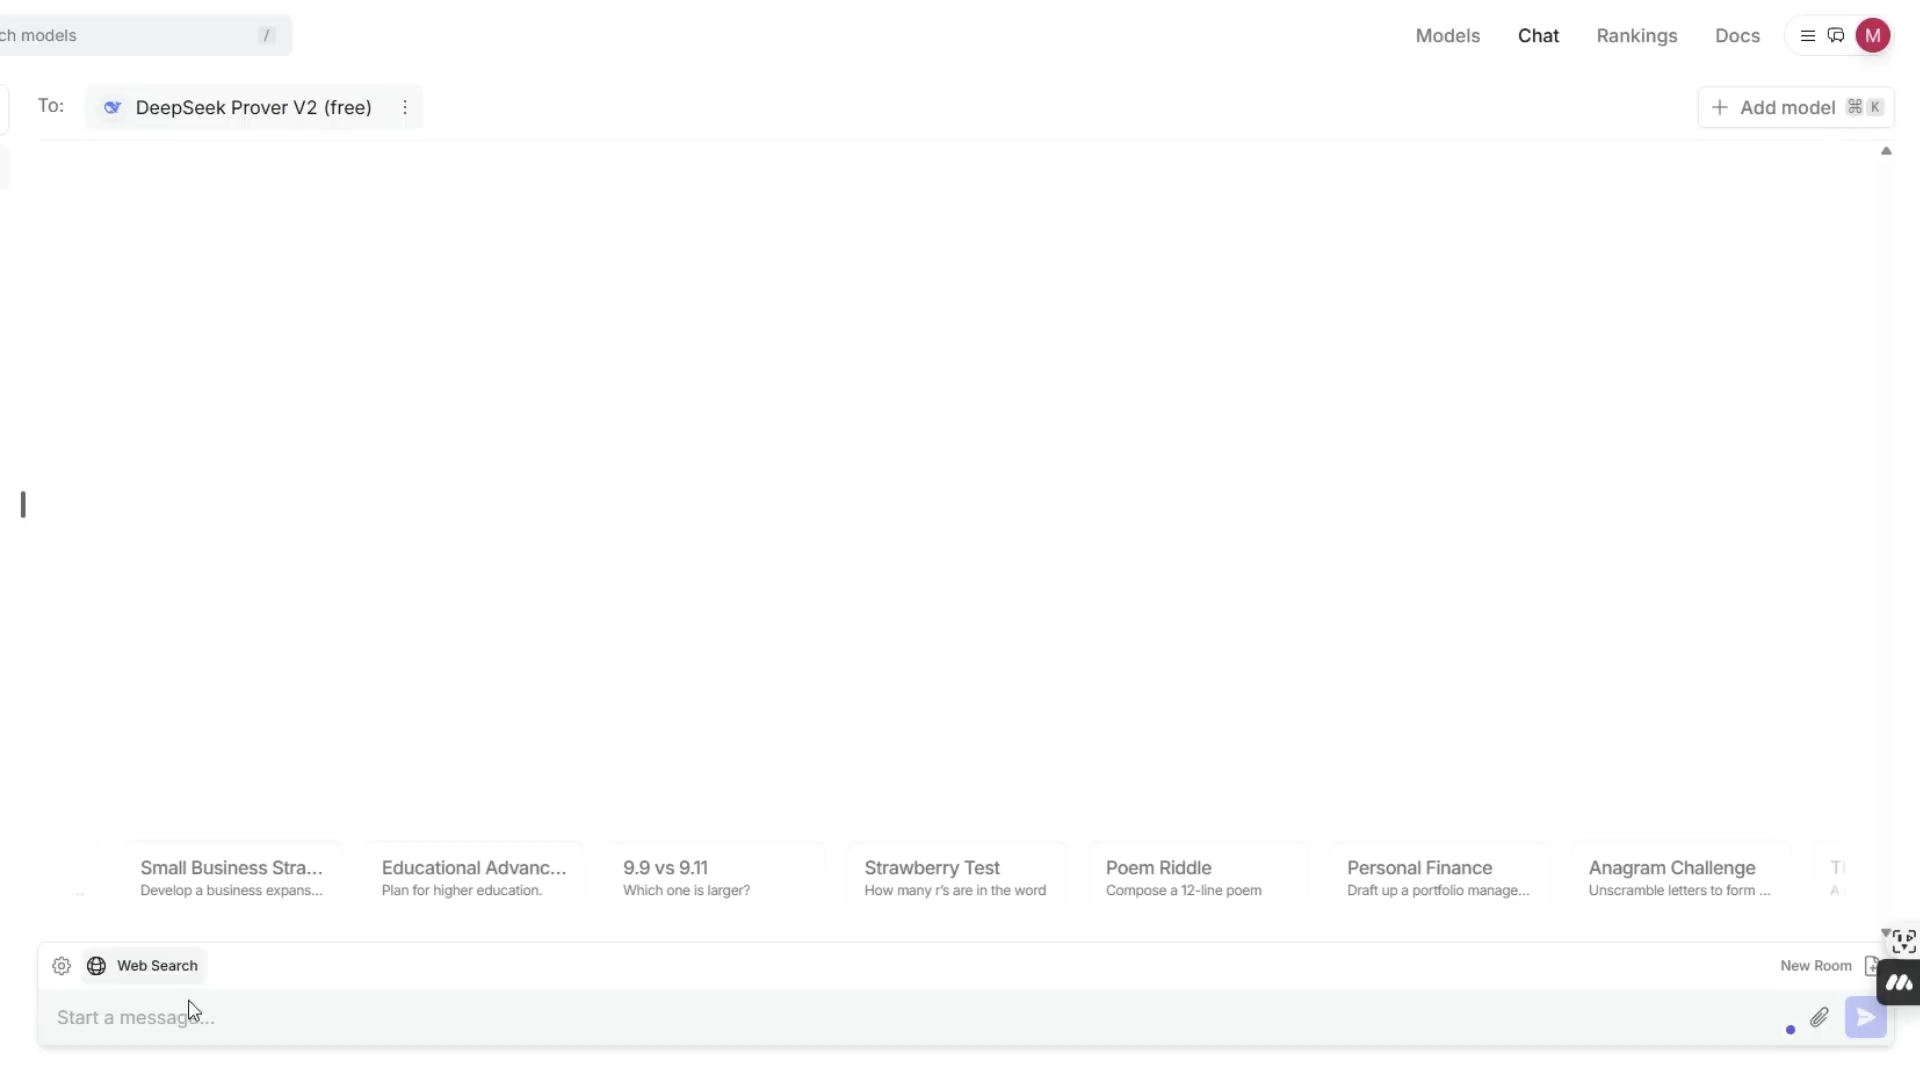 ch models
/
Models
Chat
Rankings
Docs
M
To:
DeepSeek Prover V2 (free)
Add model ⌘ K
Small Business Stra...
Develop a business expans...
Educational Advanc...
Plan for higher education.
9.9 vs 9.11
Which one is larger?
Strawberry Test
How many r's are in the word
Poem Riddle
Compose a 12-line poem
Personal Finance
Draft up a portfolio manage...
Anagram Challenge
Unscramble letters to form ...
Web Search
New Room
Start a message...